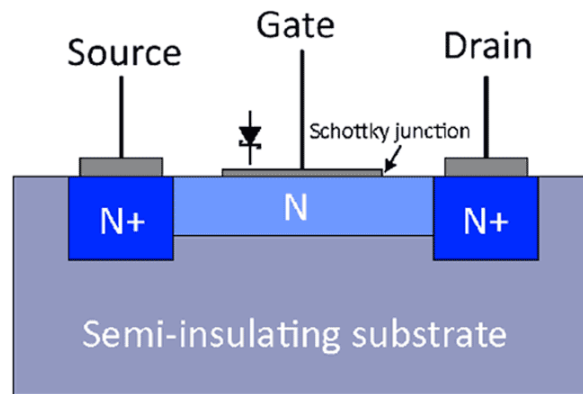 Source
Gate
Drain
Schottky junction
N+
N
N+
Semi-insulating substrate